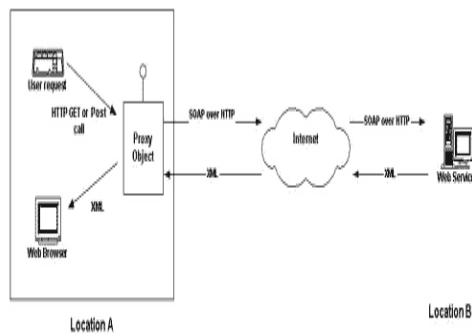 User request
HTTP GET or Post
call
Proxy
Object
SOAP over HTTP
Internet
SOAP over HTTP
XML
XML
XML
Web Service
Web Browser
Location A
Location B